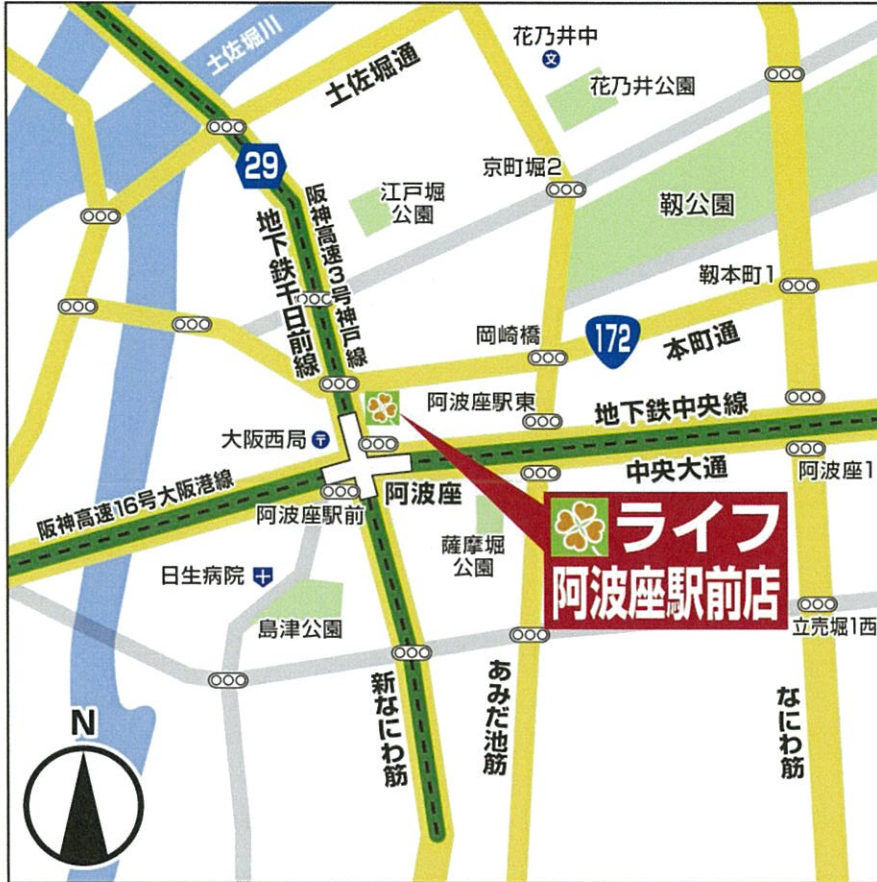 土佐堀川
土佐堀通
花乃井中
文
花乃井公園
29
江戸堀
公園
京町堀2
靱公園
阪神高速3号神戸線
地下鉄千日前線
靱本町1
岡崎橋
172
本町通
阿波座駅東
地下鉄中央線
大阪西局
〒
中央大通
阿波座1
阪神高速16号大阪港線
阿波座
阿波座駅前
薩摩堀
公園
ライフ
阿波座駅前店
日生病院
島津公園
立売堀1西
新なにわ筋
あみだ池筋
なにわ筋
N